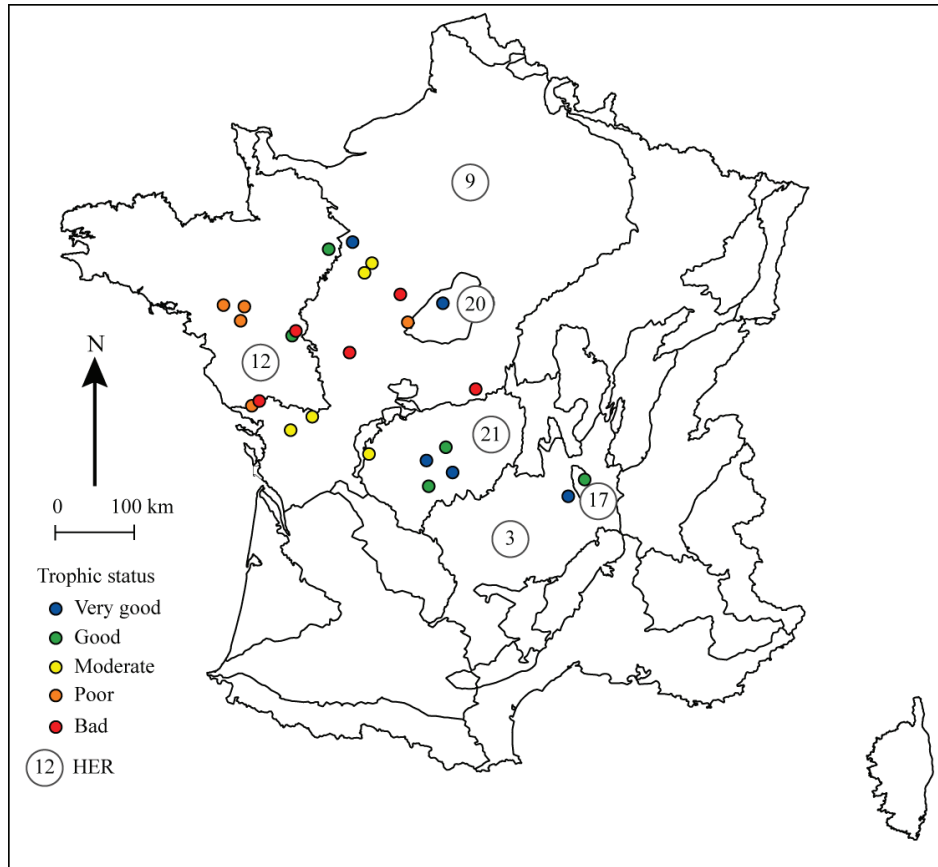 9
20
12
N
21
17
3
0 100 km
Trophic status
Very good
Good
Moderate
Poor
Bad
12 HER